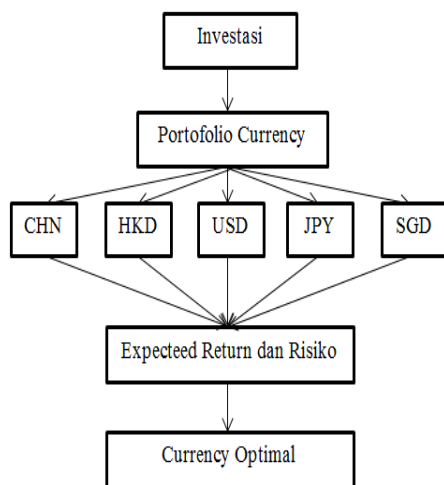 Investasi
Portofolio Currency
CHN HKD USD JPY SGD
Expecteed Return dan Risiko
Currency Optimal